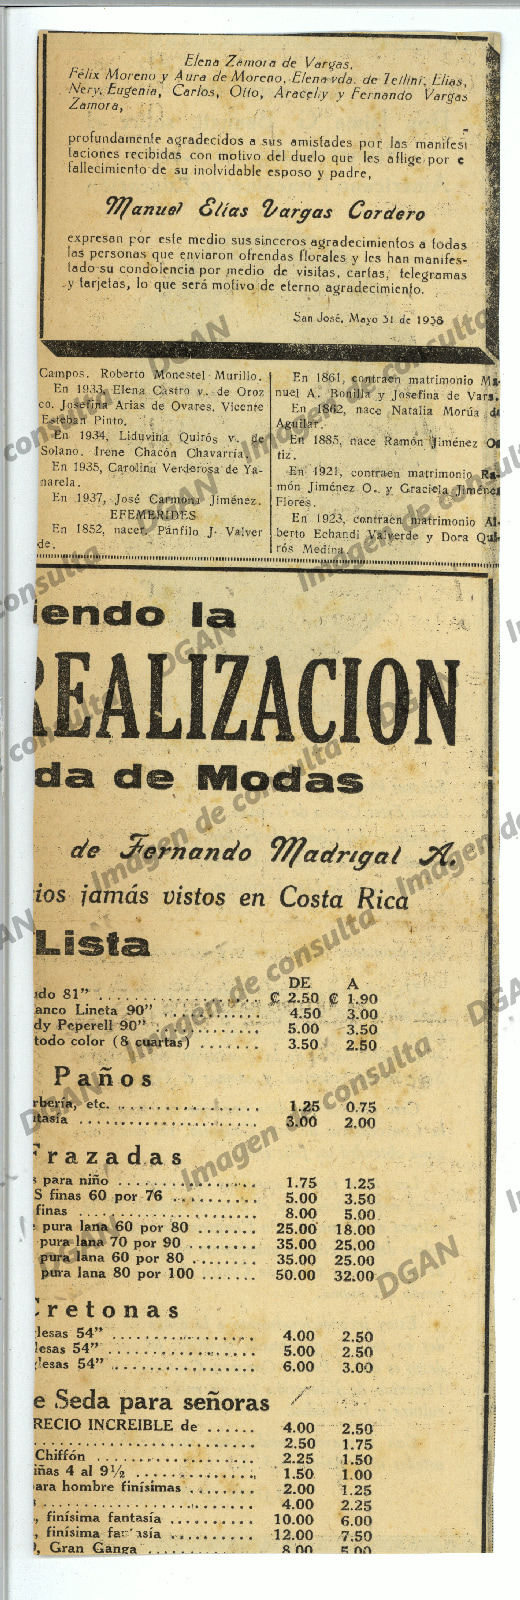 Elena Zamora de Vargas.
Félix Moreno y Aura de Moreno, Elena vda. de Tellini, Elías,
Nery, Eugenia, Carlos, Otto, Aracelly y Fernando Vargas
Zamora,
profundamente agradecidos a sus amistades por las manifes
taciones recibidas con motivo del duelo que les aflige por e
fallecimiento de su inolvidable esposo y padre,
Manuel Elías Vargas Cordero
expresan por este medio sus sinceros agradecimientos a todas
las personas que enviaron ofrendas florales y les han manifes-
tado su condolencia por medio de visitas, cartas, telegramas
y tarjetas, lo que será motivo de eterno agradecimiento.
San José, Mayo 31 de 1938
Campos. Roberto Monestel Murillo.
En 1933, Elena Castro v. de Oroz
co. Josefina Arias de Ovares, Vicente
Esteban Pinto.
En 1934, Liduvina Quirós v. de
Solano. Irene Chacón Chavarría.
En 1935, Carolina Verderosa de Ya-
narela.
En 1937, José Carmona Jiménez.
EFEMERIDES
En 1852, nacer Pánfilo J. Valver
de.
En 1861, contraen matrimonio Ma-
nuel A. Bonilla y Josefina de Vars.
En 1862, nace Natalia Morúa de
Aguilar.
En 1885, nace Ramón Jiménez Or
tiz.
En 1921, contraen matrimonio Ra-
món Jiménez O. y Graciela Jiménez
Flores.
En 1923, contraen matrimonio Al-
berto Echandi Valverde y Dora Qui-
rós Medina.
iendo la
REALIZACION
da de Modas
de Fernando Madrigal A.
ios jamás vistos en Costa Rica
Lista
DE A
ado 81” ₡ 2.50 ₡ 1.90
anco Lineta 90” 4.50 3.00
dy Peperell 90” 5.00 3.50
todo color (8 cuartas) 3.50 2.50
Paños
rbería, etc. 1.25 0.75
tasía 3.00 2.00
Frazadas
s para niño 1.75 1.25
S finas 60 por 76 5.00 3.50
finas 8.00 5.00
e pura lana 60 por 80 25.00 18.00
pura lana 70 por 90 35.00 25.00
pura lana 60 por 80 35.00 25.00
pura lana 80 por 100 50.00 32.00
Cretonas
glesas 54” 4.00 2.50
lesas 54” 5.00 2.50
glesas 54” 6.00 3.00
e Seda para señoras
PRECIO INCREIBLE de 4.00 2.50
2.50 1.75
Chiffón 2.25 1.50
iñas 4 al 9½ 1.50 1.00
para hombre finísimas 2.00 1.25
s 4.00 2.25
, finísima fantasía 10.00 6.00
, finísima fantasía 12.00 7.50
, Gran Ganga 8.00 5.00
DGAN
Imagen de consulta